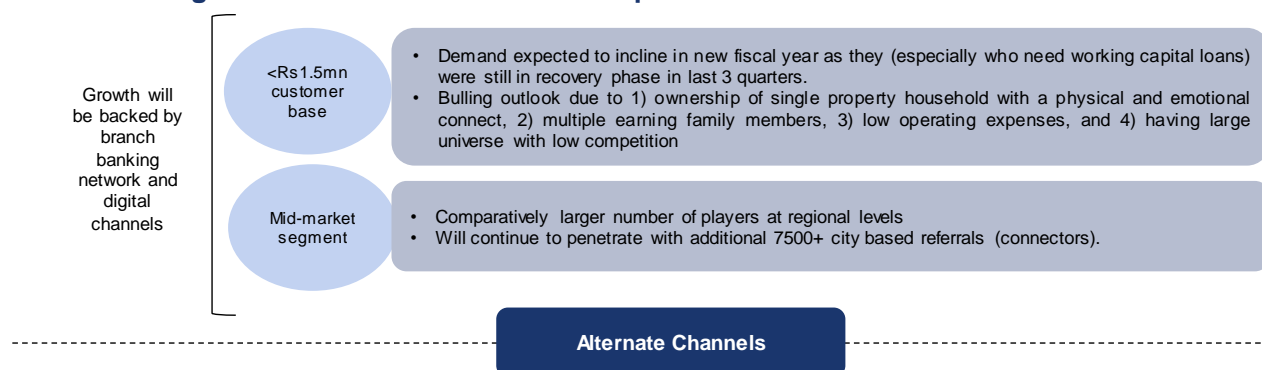 Growth will
be backed by
branch
banking
network and
digital
channels
<Rs1.5mn
customer
base
• Demand expected to incline in new fiscal year as they (especially who need working capital loans)
were still in recovery phase in last 3 quarters.
• Bulling outlook due to 1) ownership of single property household with a physical and emotional
connect, 2) multiple earning family members, 3) low operating expenses, and 4) having large
universe with low competition
Mid-market
segment
• Comparatively larger number of players at regional levels
• Will continue to penetrate with additional 7500+ city based referrals (connectors).
Alternate Channels